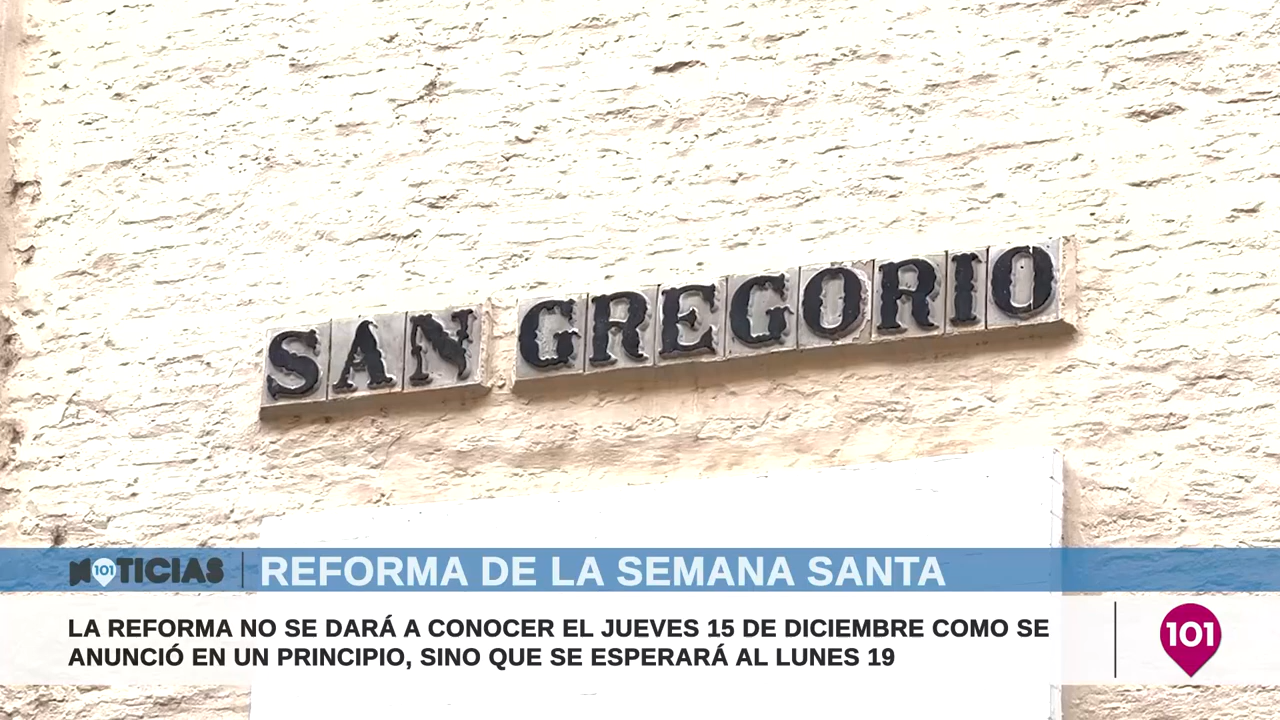 SAN GREGORIO
NOTICIAS 101
REFORMA DE LA SEMANA SANTA
LA REFORMA NO SE DARÁ A CONOCER EL JUEVES 15 DE DICIEMBRE COMO SE
ANUNCIÓ EN UN PRINCIPIO, SINO QUE SE ESPERARÁ AL LUNES 19
101